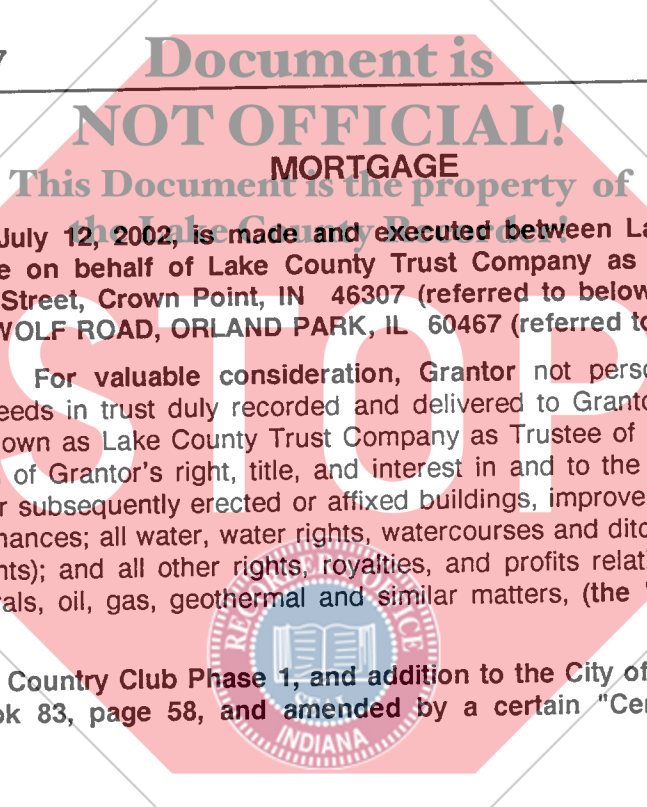 7
Document is
NOT OFFICIAL!
MORTGAGE
This Document is the property of
the Lake County Recorder!
July 12, 2002, is made and executed between La
e on behalf of Lake County Trust Company as
Street, Crown Point, IN 46307 (referred to below
WOLF ROAD, ORLAND PARK, IL 60467 (referred to
STOP
For valuable consideration, Grantor not perso
eeds in trust duly recorded and delivered to Granto
own as Lake County Trust Company as Trustee of
of Grantor's right, title, and interest in and to the
r subsequently erected or affixed buildings, improve
nances; all water, water rights, watercourses and ditc
nts); and all other rights, royalties, and profits relati
rals, oil, gas, geothermal and similar matters, (the "
RECORDER'S OFFICE
SEAL
INDIANA
Country Club Phase 1, and addition to the City of
ok 83, page 58, and amended by a certain "Cer